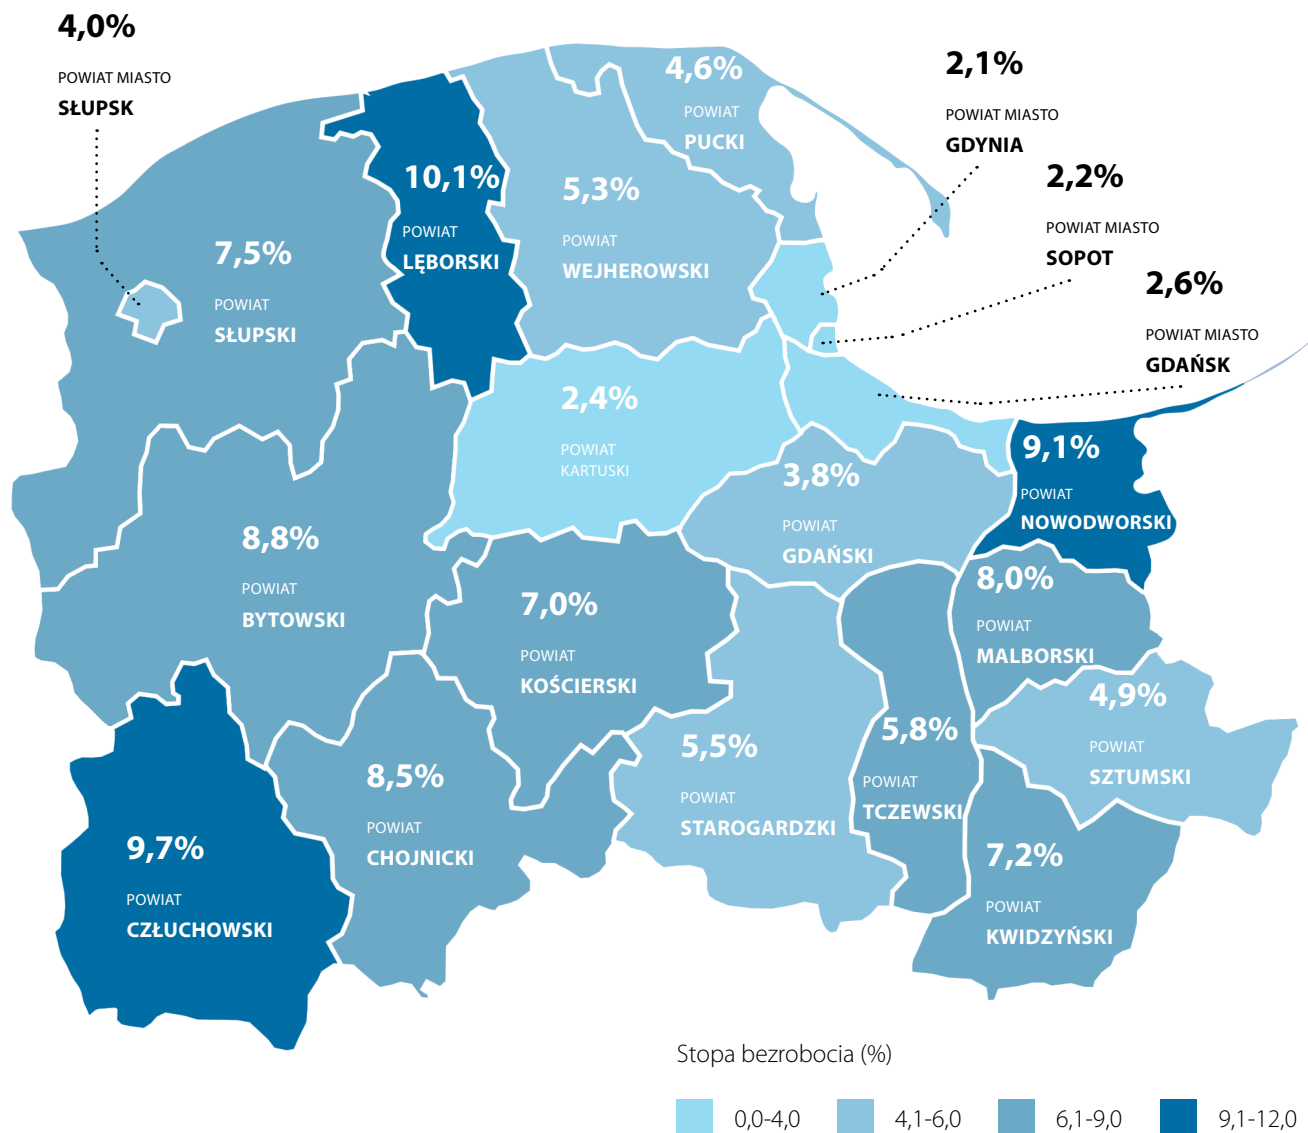 4,0%
POWIAT MIASTO
SŁUPSK
4,6%
POWIAT
PUCKI
2,1%
POWIAT MIASTO
GDYNIA
2,2%
POWIAT MIASTO
SOPOT
2,6%
POWIAT MIASTO
GDAŃSK
10,1%
POWIAT
LĘBORSKI
5,3%
POWIAT
WEJHEROWSKI
7,5%
POWIAT
SŁUPSKI
2,4%
POWIAT
KARTUSKI
3,8%
POWIAT
GDAŃSKI
9,1%
POWIAT
NOWODWORSKI
8,8%
POWIAT
BYTOWSKI
7,0%
POWIAT
KOŚCIERSKI
8,0%
POWIAT
MALBORSKI
4,9%
POWIAT
SZTUMSKI
5,5%
POWIAT
STAROGARDZKI
5,8%
POWIAT
TCZEWSKI
8,5%
POWIAT
CHOJNICKI
9,7%
POWIAT
CZŁUCHOWSKI
7,2%
POWIAT
KWIDZYŃSKI
Stopa bezrobocia (%)
0,0-4,0
4,1-6,0
6,1-9,0
9,1-12,0